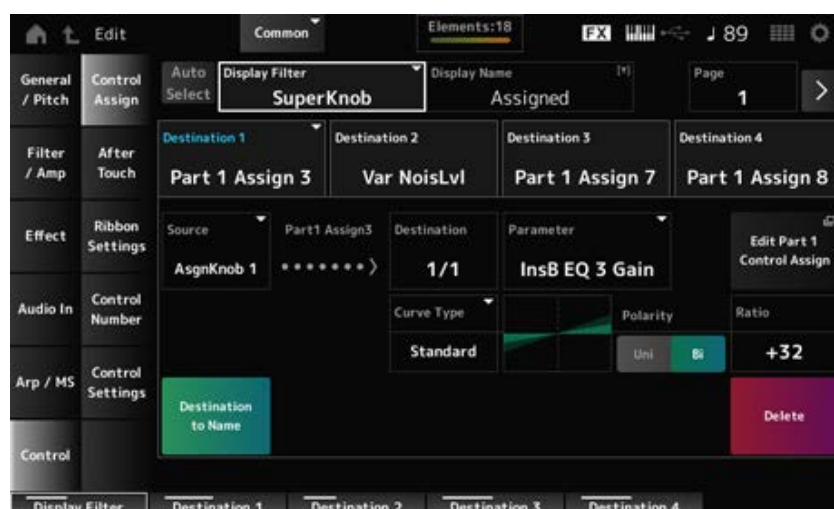 Edit
Common
Elements:18
FX
89
General / Pitch
Control Assign
Auto Select
Display Filter
SuperKnob
Display Name
Assigned
Page
1
Filter / Amp
After Touch
Destination 1
Part 1 Assign 3
Destination 2
Var NoisLvl
Destination 3
Part 1 Assign 7
Destination 4
Part 1 Assign 8
Effect
Ribbon Settings
Source
AsgnKnob 1
Part1 Assign3
Destination
1/1
Parameter
InsB EQ 3 Gain
Edit Part 1
Control Assign
Audio In
Control Number
Curve Type
Standard
Polarity
Uni
Bi
Ratio
+32
Arp / MS
Control Settings
Destination to Name
Delete
Control
Display Filter
Destination 1
Destination 2
Destination 3
Destination 4